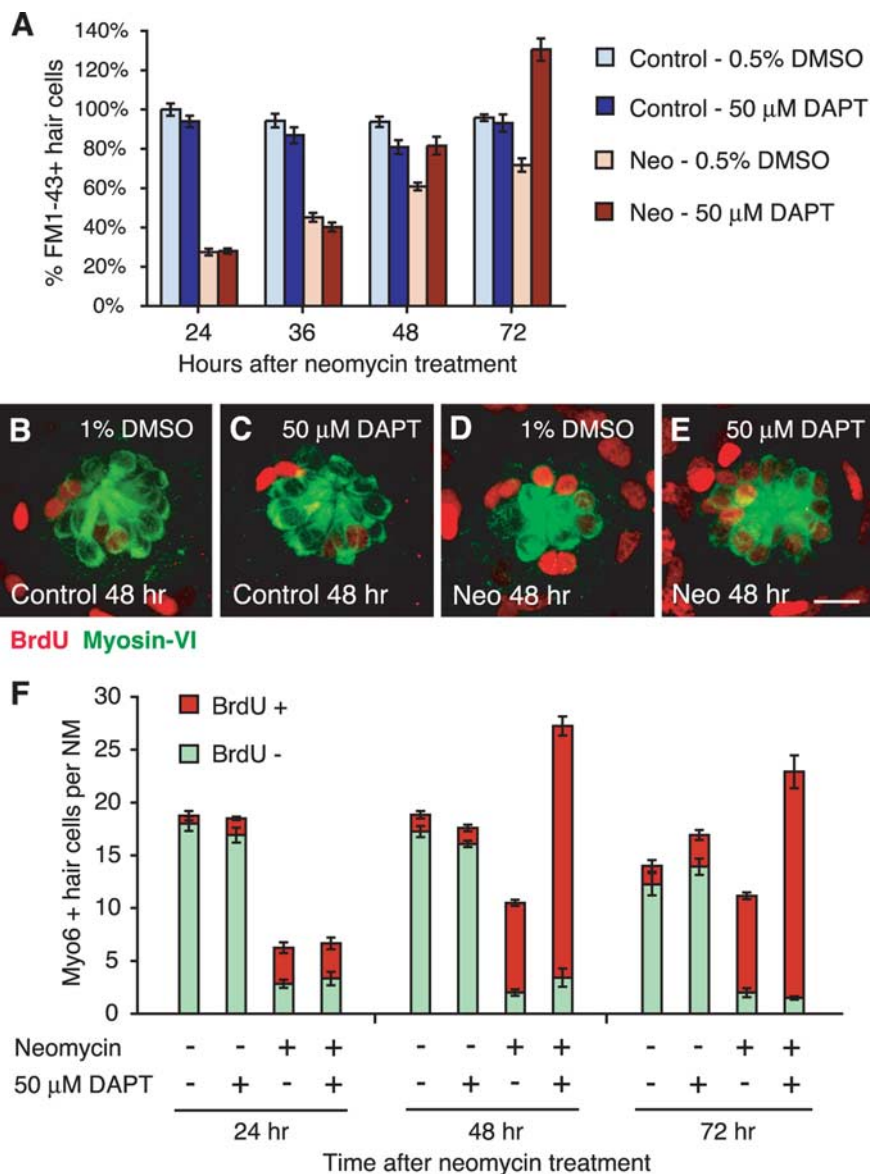 A
140%
120%
100%
80%
60%
40%
20%
0%
% FM1-43+ hair cells
24 36 48 72
Hours after neomycin treatment
Control - 0.5% DMSO
Control - 50 μM DAPT
Neo - 0.5% DMSO
Neo - 50 μM DAPT
B 1% DMSO
Control 48 hr
C 50 μM DAPT
Control 48 hr
D 1% DMSO
Neo 48 hr
E 50 μM DAPT
Neo 48 hr
BrdU Myosin-VI
F
30
25
20
15
10
5
0
Myo6 + hair cells per NM
BrdU +
BrdU -
Neomycin - - + + - - + + - - + +
50 μM DAPT - + - + - + - + - + - +
24 hr 48 hr 72 hr
Time after neomycin treatment